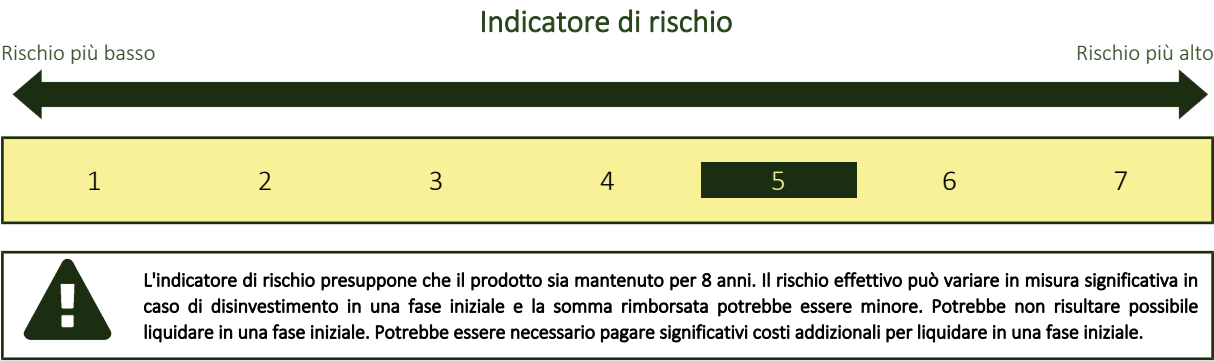 Indicatore di rischio
Rischio più basso
Rischio più alto
1 2 3 4 5 6 7
L'indicatore di rischio presuppone che il prodotto sia mantenuto per 8 anni. Il rischio effettivo può variare in misura significativa in
caso di disinvestimento in una fase iniziale e la somma rimborsata potrebbe essere minore. Potrebbe non risultare possibile
liquidare in una fase iniziale. Potrebbe essere necessario pagare significativi costi addizionali per liquidare in una fase iniziale.